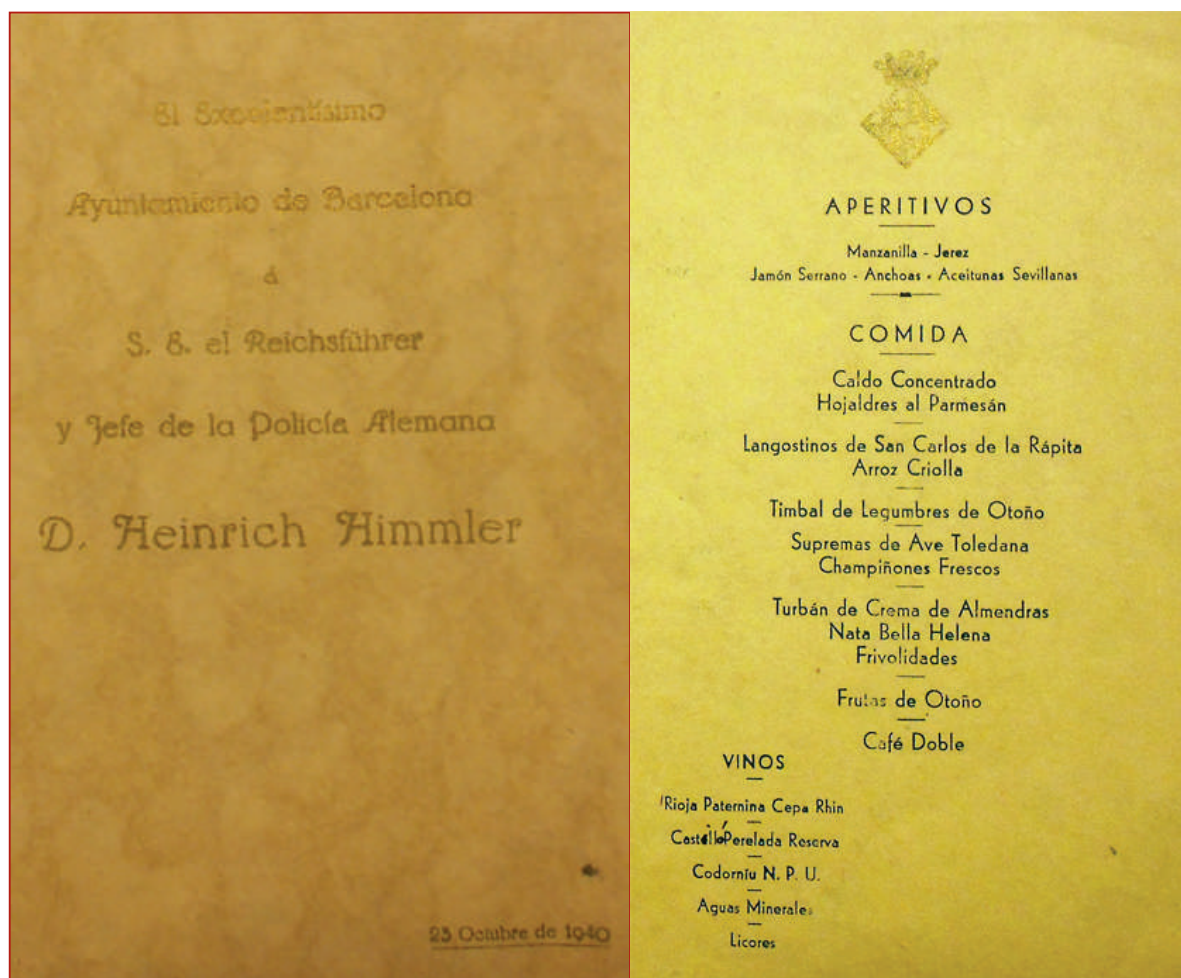 El Excelentísimo
Ayuntamiento de Barcelona
á
S. E. el Reichsführer
y Jefe de la Policía Alemana
D. Heinrich Himmler
23 Octubre de 1940
APERITIVOS
Manzanilla - Jerez
Jamón Serrano - Anchoas - Aceitunas Sevillanas
COMIDA
Caldo Concentrado
Hojaldres al Parmesán
Langostinos de San Carlos de la Rápita
Arroz Criolla
Timbal de Legumbres de Otoño
Supremas de Ave Toledana
Champiñones Frescos
Turbán de Crema de Almendras
Nata Bella Helena
Frivolidades
Frutas de Otoño
Café Doble
VINOS
Rioja Paternina Cepa Rhin
Castilló Perelada Reserva
Codorníu N. P. U.
Aguas Minerales
Licores